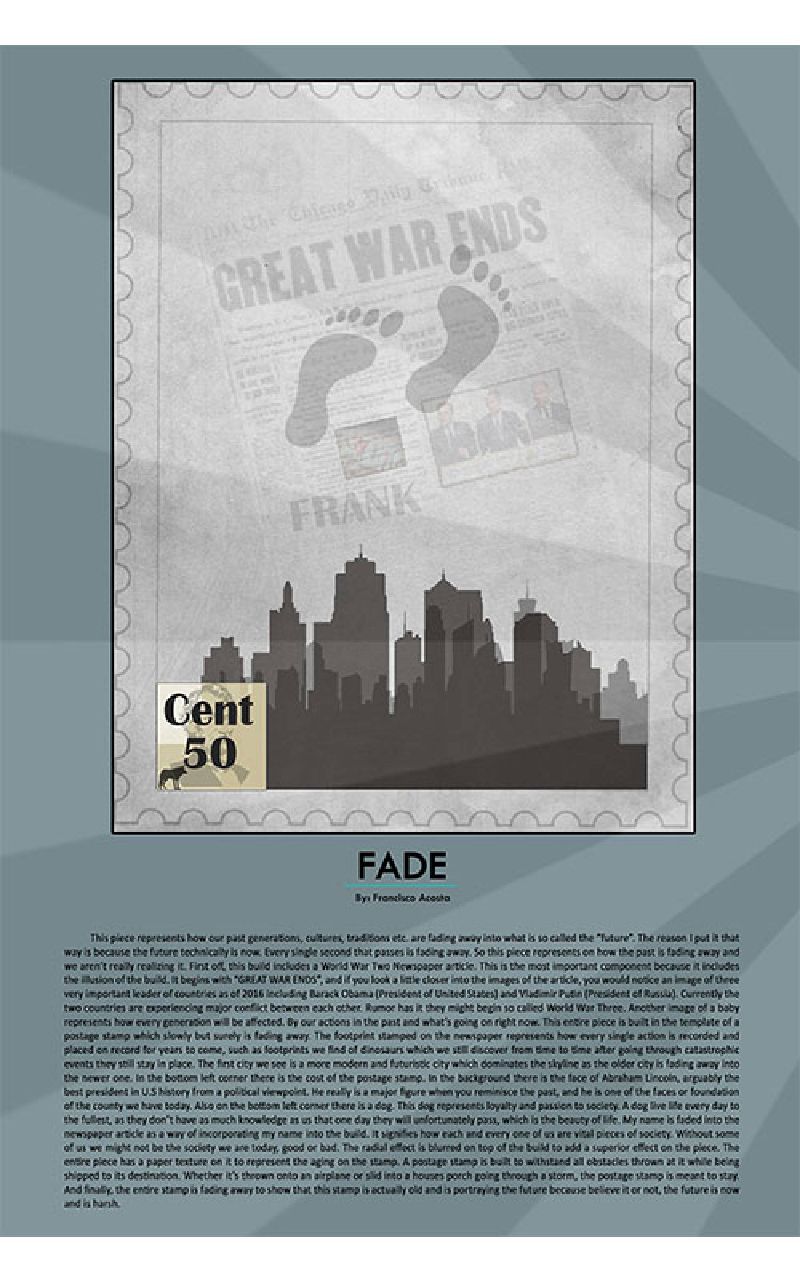 The Chicago Daily Tribune
GREAT WAR ENDS
FRANK
Cent
50
FADE
By: Francisco Acosta
This piece represents how our past generations, cultures, traditions etc. are fading away into what is so called the "future". The reason I put it that
way is because the future technically is now. Every single second that passes is fading away. So this piece represents on how the past is fading away and
we aren't really realizing it. First off, this build includes a World War Two Newspaper article. This is the most important component because it includes
the illusion of the build. It begins with "GREAT WAR ENDS", and if you look a little closer into the images of the article, you would notice an image of three
very important leader of countries as of 2016 including Barack Obama (President of United States) and Vladimir Putin (President of Russia). Currently the
two countries are experiencing major conflict between each other. Rumor has it they might begin so called World War Three. Another image of a baby
represents how every generation will be affected. By our actions in the past and what's going on right now. This entire piece is built in the template of a
postage stamp which slowly but surely is fading away. The footprint stamped on the newspaper represents how every single action is recorded and
placed on record for years to come, such as footprints we find of dinosaurs which we still discover from time to time after going through catastrophic
events they still stay in place. The first city we see is a more modern and futuristic city which dominates the skyline as the older city is fading away into
the newer one. In the bottom left corner there is the cost of the postage stamp. In the background there is the face of Abraham Lincoln, arguably the
best president in U.S history from a political viewpoint. He really is a major figure when you reminisce the past, and he is one of the faces or foundation
of the county we have today. Also on the bottom left corner there is a dog. This dog represents loyalty and passion to society. A dog live life every day to
the fullest, as they don't have as much knowledge us that one day they will unfortunately pass, which is the beauty of life. My name is faded into the
newspaper article as a way of incorporating my name into the build. It signifies how each and every one of us are vital pieces of society. Without some
of us we might not be the society we are today, good or bad. The radial effect is blurred on top of the build to add a superior effect on the piece. The
entire piece has a paper texture on it to represent the aging on the stamp. A postage stamp is built to withstand all obstacles thrown at it while being
shipped to its destination. Whether it's thrown onto an airplane or slid into a houses porch going through a storm, the postage stamp is meant to stay.
And finally, the entire stamp is fading away to show that this stamp is actually old and is portraying the future because believe it or not, the future is now
and is harsh.